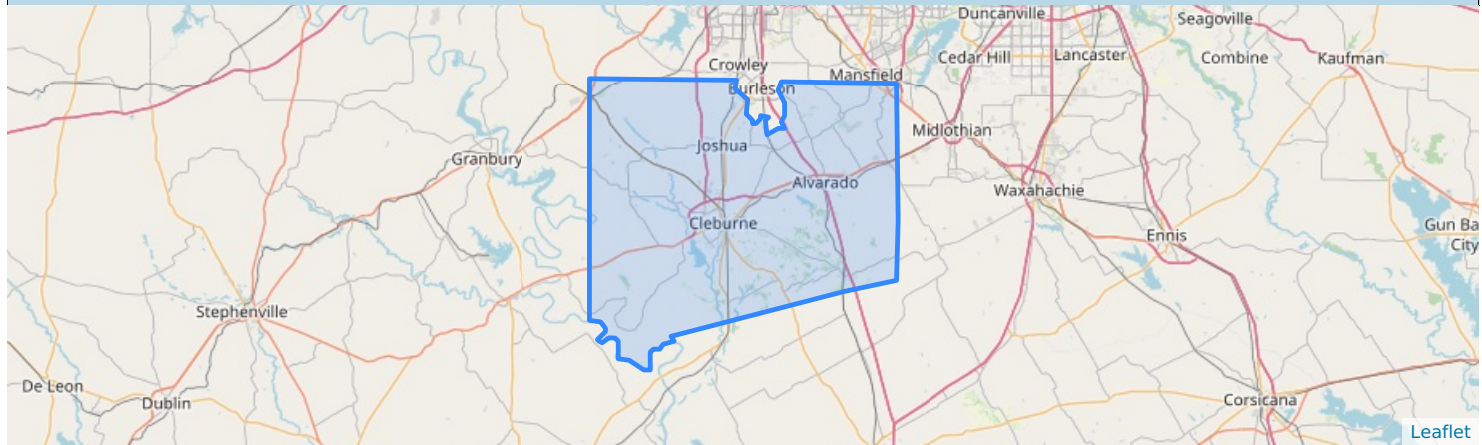 Duncanville
Seagoville
Crowley
Cedar Hill
Lancaster
Combine
Kaufman
Mansfield
Burleson
Midlothian
Joshua
Granbury
Alvarado
Waxahachie
Cleburne
Gun Ba
City
Ennis
Stephenville
De Leon
Dublin
Corsicana
Leaflet